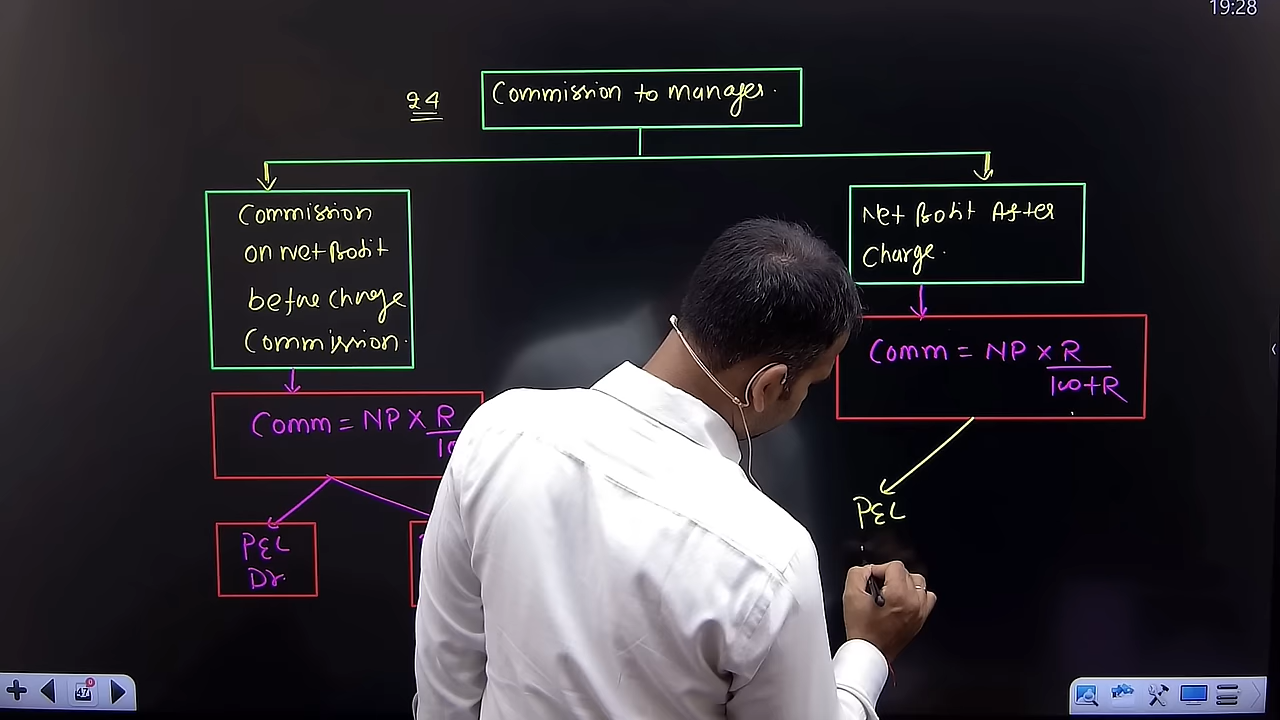 19:28
24
Commission to manager.
Commission
on Net Profit
before Charge
Commission.
Net Profit After
Charge.
Comm = NP × R
100+R
Comm = NP × R
P&L
Dr.
P&L
47